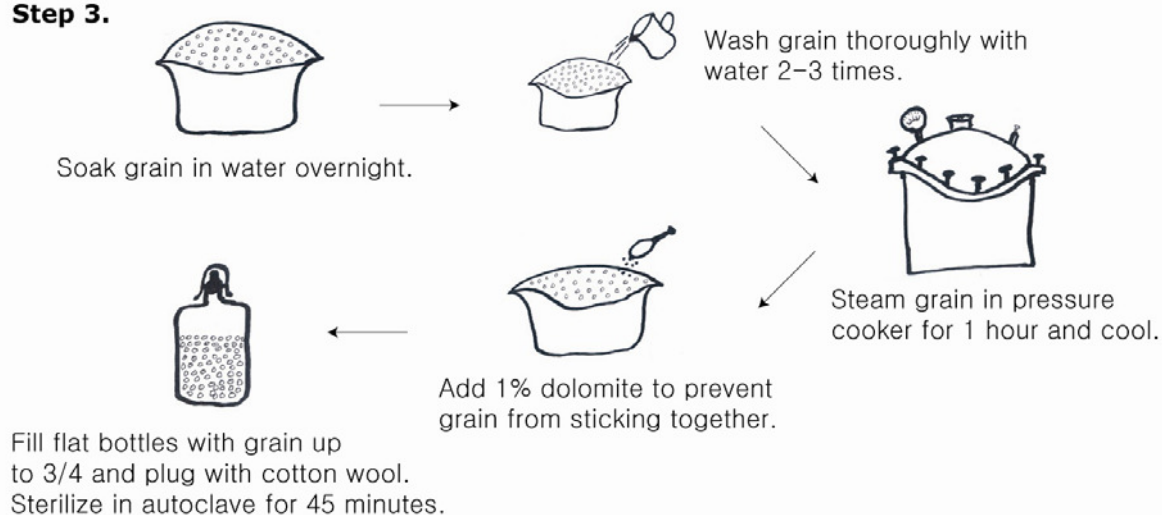 Step 3.
Soak grain in water overnight.
Wash grain thoroughly with
water 2-3 times.
Steam grain in pressure
cooker for 1 hour and cool.
Add 1% dolomite to prevent
grain from sticking together.
Fill flat bottles with grain up
to 3/4 and plug with cotton wool.
Sterilize in autoclave for 45 minutes.